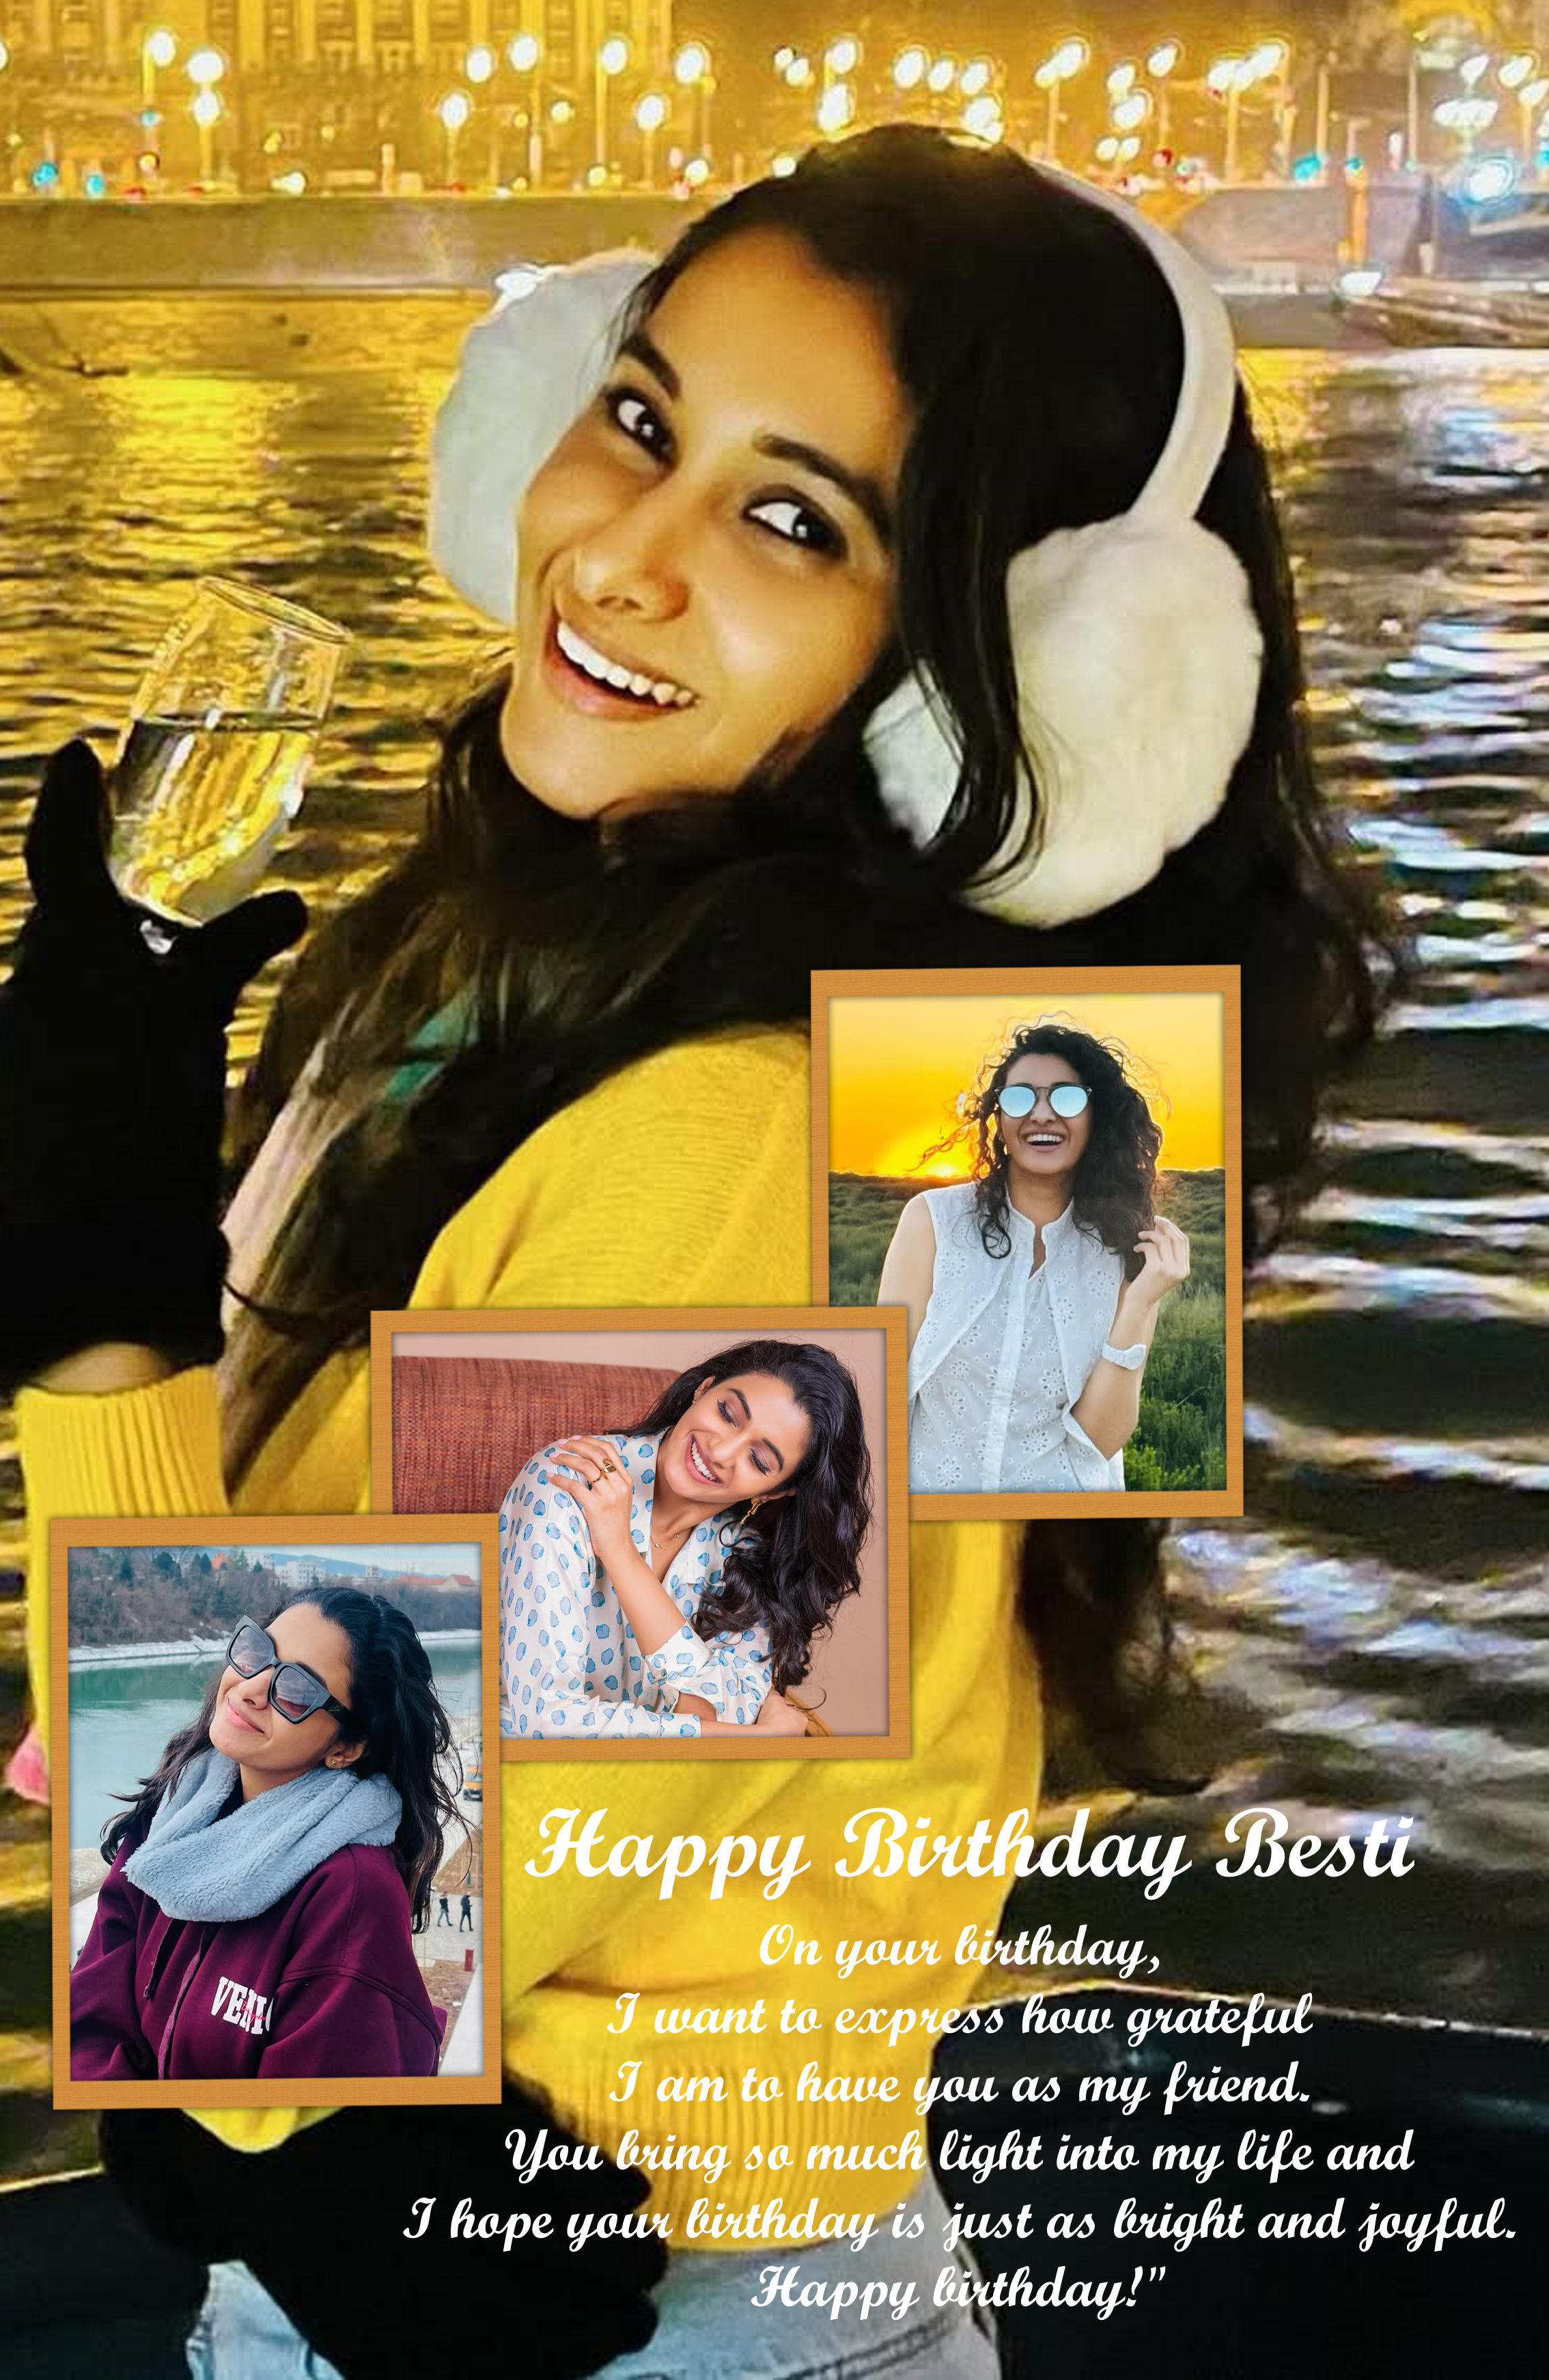 Happy Birthday Besti
On your birthday,
I want to express how grateful
I am to have you as my friend.
You bring so much light into my life and
I hope your birthday is just as bright and joyful.
Happy birthday!"
VENIC